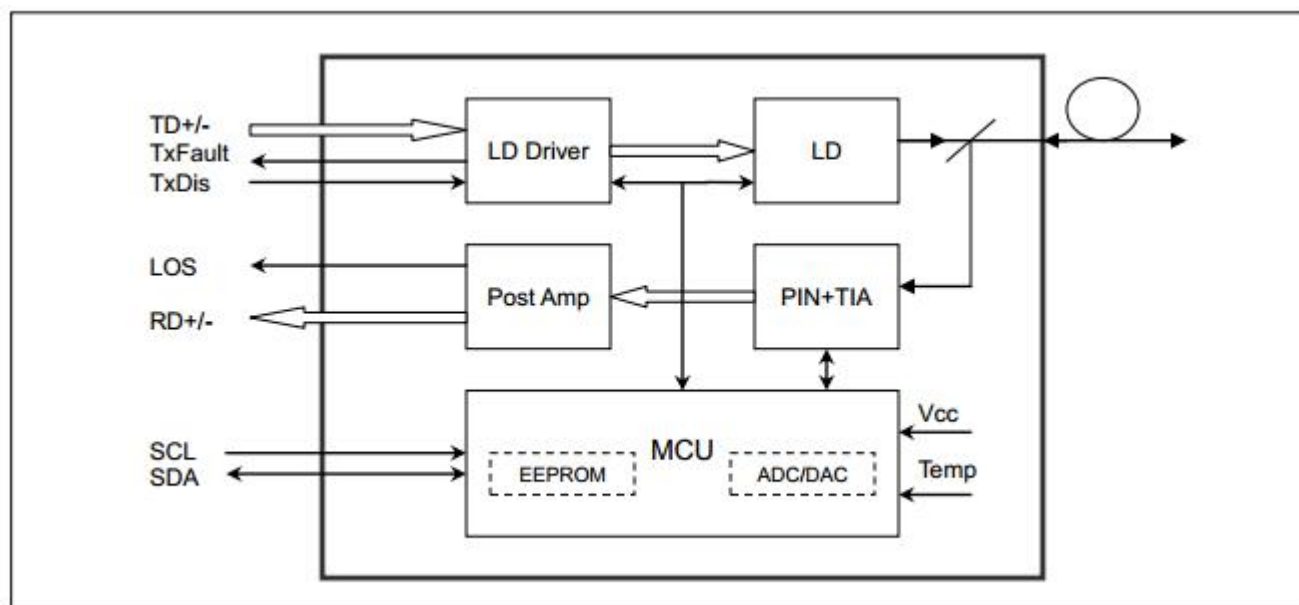 TD+/-
TxFault
TxDis
LD Driver
LD
LOS
RD+/-
Post Amp
PIN+TIA
SCL
SDA
MCU
EEPROM
ADC/DAC
Vcc
Temp